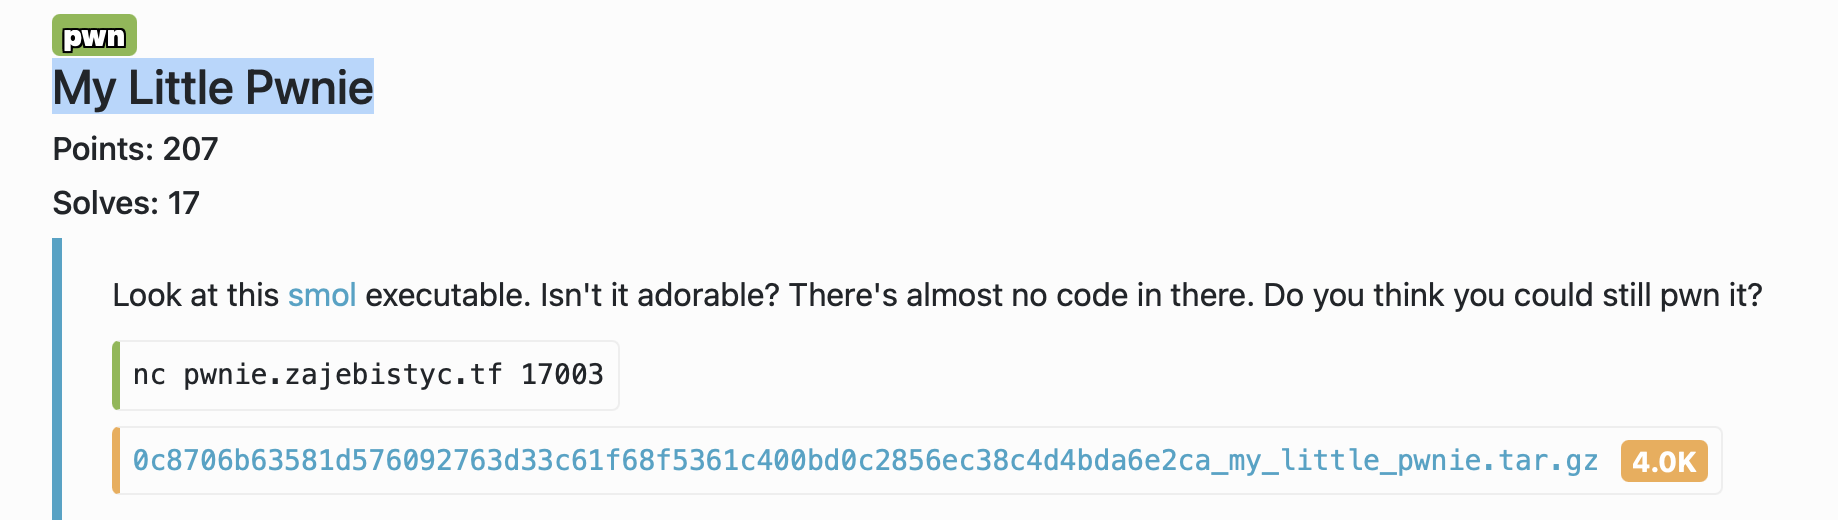 pwn
My Little Pwnie
Points: 207
Solves: 17
Look at this smol executable. Isn't it adorable? There's almost no code in there. Do you think you could still pwn it?
nc pwnie.zajebistyc.tf 17003
0c8706b63581d576092763d33c61f68f5361c400bd0c2856ec38c4d4bda6e2ca_my_little_pwnie.tar.gz 4.0K